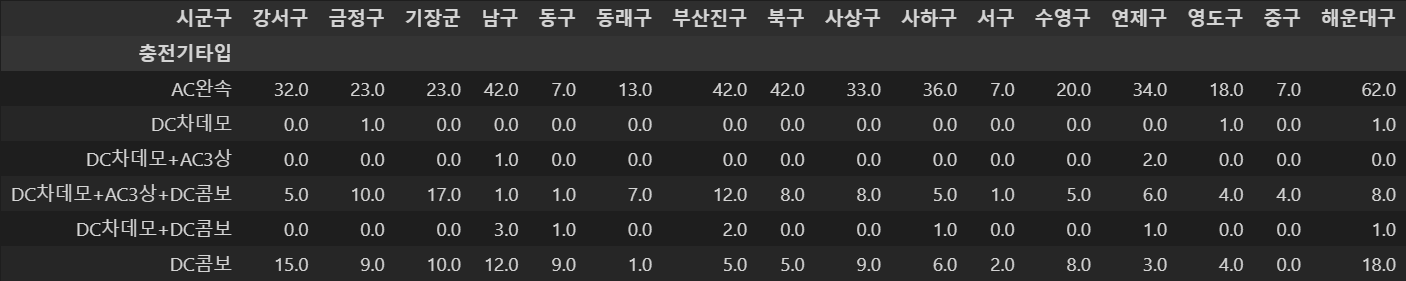 시군구 강서구 금정구 기장군 남구 동구 동래구 부산진구 북구 사상구 사하구 서구 수영구 연제구 영도구 중구 해운대구
충전기타입
AC완속 32.0 23.0 23.0 42.0 7.0 13.0 42.0 42.0 33.0 36.0 7.0 20.0 34.0 18.0 7.0 62.0
DC차데모 0.0 1.0 0.0 0.0 0.0 0.0 0.0 0.0 0.0 0.0 0.0 0.0 0.0 1.0 0.0 1.0
DC차데모+AC3상 0.0 0.0 0.0 1.0 0.0 0.0 0.0 0.0 0.0 0.0 0.0 0.0 2.0 0.0 0.0 0.0
DC차데모+AC3상+DC콤보 5.0 10.0 17.0 1.0 1.0 7.0 12.0 8.0 8.0 5.0 1.0 5.0 6.0 4.0 4.0 8.0
DC차데모+DC콤보 0.0 0.0 0.0 3.0 1.0 0.0 2.0 0.0 0.0 1.0 0.0 0.0 1.0 0.0 0.0 1.0
DC콤보 15.0 9.0 10.0 12.0 9.0 1.0 5.0 5.0 9.0 6.0 2.0 8.0 3.0 4.0 0.0 18.0